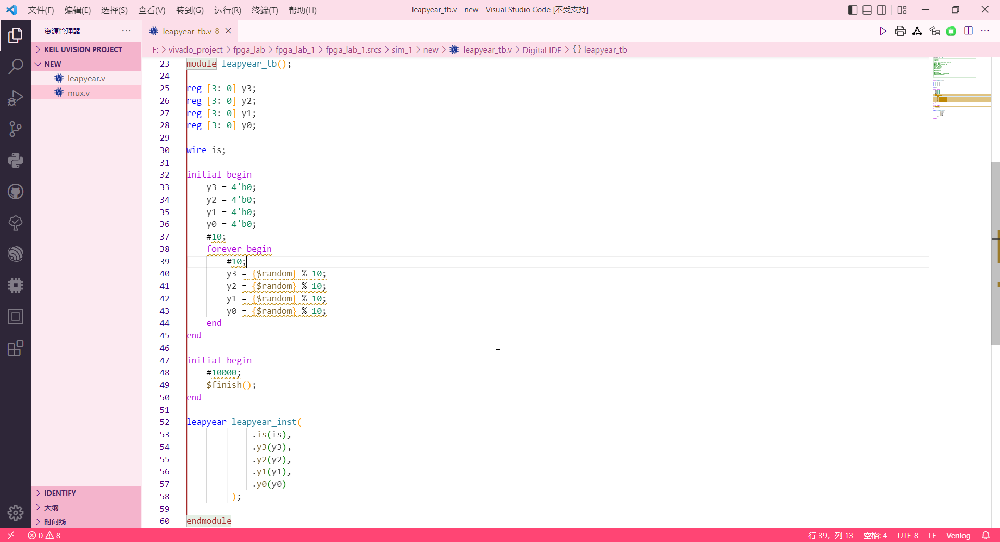 文件(F) 编辑(E) 选择(S) 查看(V) 转到(G) 运行(R) 终端(T) 帮助(H) leapyear_tb.v - new - Visual Studio Code [不受支持]
资源管理器
KEIL UVISION PROJECT
NEW
leapyear.v
mux.v
IDENTIFY
大纲
时间线
leapyear_tb.v 8
F: > vivado_project > fpga_lab > fpga_lab_1 > fpga_lab_1.srcs > sim_1 > new > leapyear_tb.v > Digital IDE > {} leapyear_tb
23 module leapyear_tb();
24
25 reg [3: 0] y3;
26 reg [3: 0] y2;
27 reg [3: 0] y1;
28 reg [3: 0] y0;
29
30 wire is;
31
32 initial begin
33     y3 = 4'b0;
34     y2 = 4'b0;
35     y1 = 4'b0;
36     y0 = 4'b0;
37     #10;
38     forever begin
39         #10;
40         y3 = {$random} % 10;
41         y2 = {$random} % 10;
42         y1 = {$random} % 10;
43         y0 = {$random} % 10;
44     end
45 end
46
47 initial begin
48     #10000;
49     $finish();
50 end
51
52 leapyear leapyear_inst(
53              .is(is),
54              .y3(y3),
55              .y2(y2),
56              .y1(y1),
57              .y0(y0)
58          );
59
60 endmodule
0 8 行 39，列 13 空格: 4 UTF-8 LF Verilog